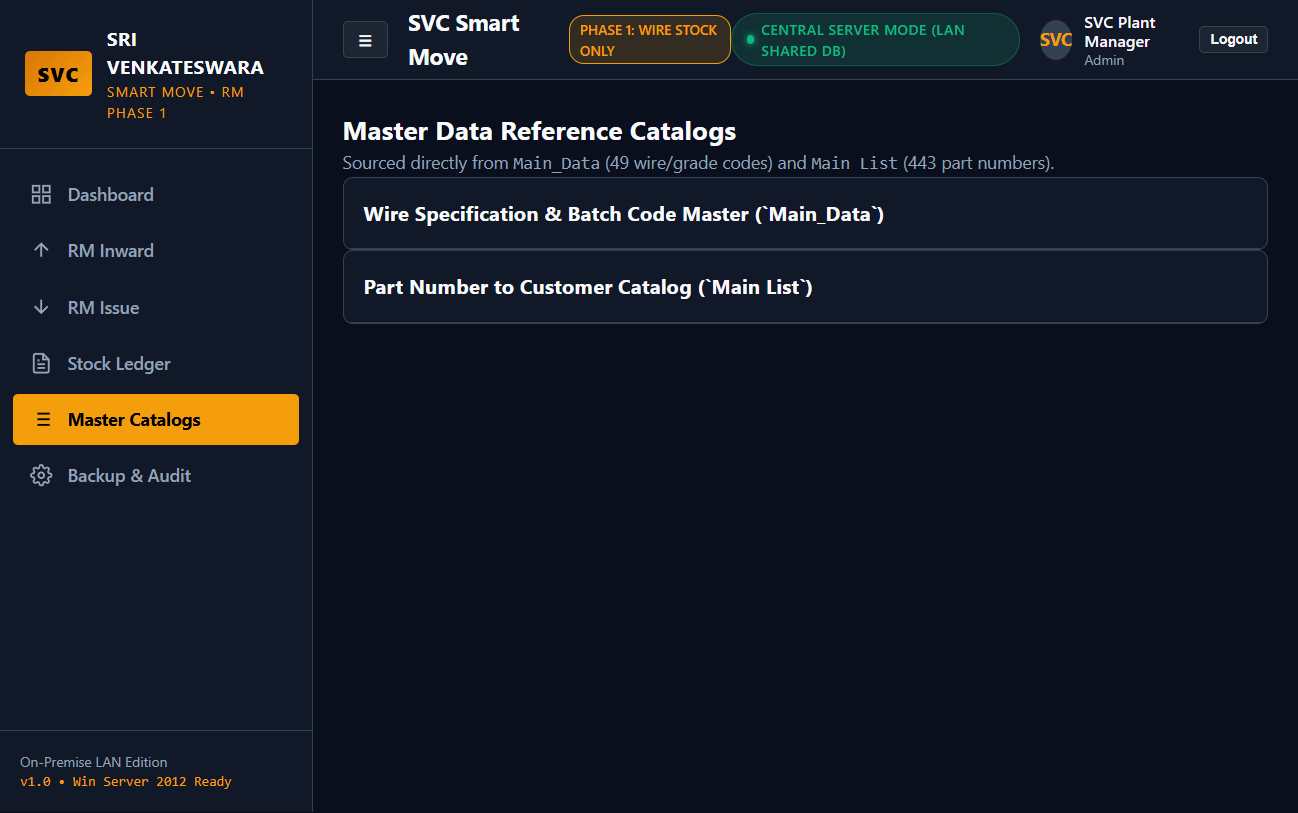 SVC
SRI
VENKATESWARA
SMART MOVE • RM
PHASE 1
Dashboard
RM Inward
RM Issue
Stock Ledger
Master Catalogs
Backup & Audit
On-Premise LAN Edition
v1.0 • Win Server 2012 Ready
SVC Smart
Move
PHASE 1: WIRE STOCK
ONLY
CENTRAL SERVER MODE (LAN
SHARED DB)
SVC
SVC Plant
Manager
Admin
Logout
Master Data Reference Catalogs
Sourced directly from Main_Data (49 wire/grade codes) and Main List (443 part numbers).
Wire Specification & Batch Code Master (`Main_Data`)
Part Number to Customer Catalog (`Main List`)